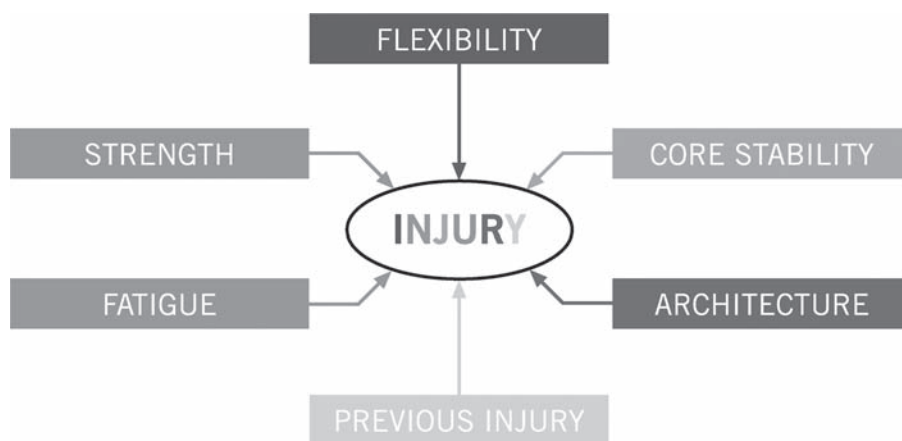 FLEXIBILITY
STRENGTH
CORE STABILITY
INJURY
FATIGUE
ARCHITECTURE
PREVIOUS INJURY